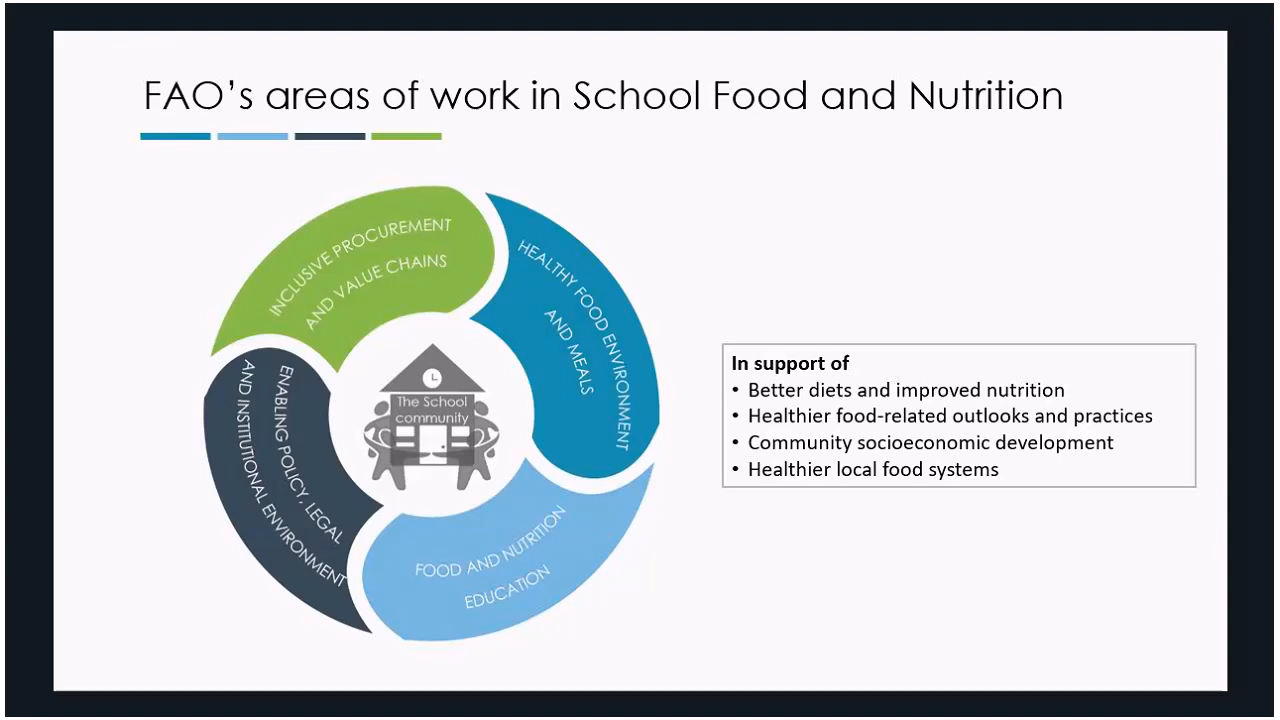 FAO's areas of work in School Food and Nutrition
INCLUSIVE PROCUREMENT
AND VALUE CHAINS
HEALTHY FOOD ENVIRONMENT
AND MEALS
ENABLING POLICY, LEGAL
AND INSTITUTIONAL ENVIRONMENT
The School
community
FOOD AND NUTRITION
EDUCATION
In support of
• Better diets and improved nutrition
• Healthier food-related outlooks and practices
• Community socioeconomic development
• Healthier local food systems